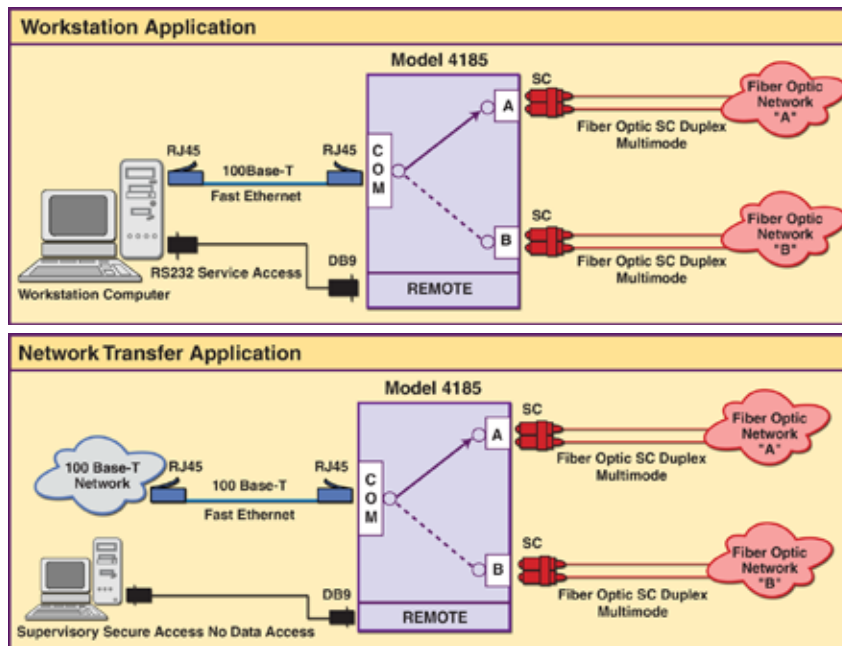 Workstation Application
Model 4185
SC
Fiber Optic
Network
"A"
A
Fiber Optic SC Duplex
Multimode
RJ45
RJ45
100Base-T
Fast Ethernet
COM
SC
Fiber Optic
Network
"B"
B
Fiber Optic SC Duplex
Multimode
DB9
RS232 Service Access
REMOTE
Workstation Computer
Network Transfer Application
Model 4185
SC
Fiber Optic
Network
"A"
A
Fiber Optic SC Duplex
Multimode
100 Base-T
Network
RJ45
RJ45
100 Base-T
Fast Ethernet
COM
SC
Fiber Optic
Network
"B"
B
Fiber Optic SC Duplex
Multimode
DB9
REMOTE
Supervisory Secure Access No Data Access